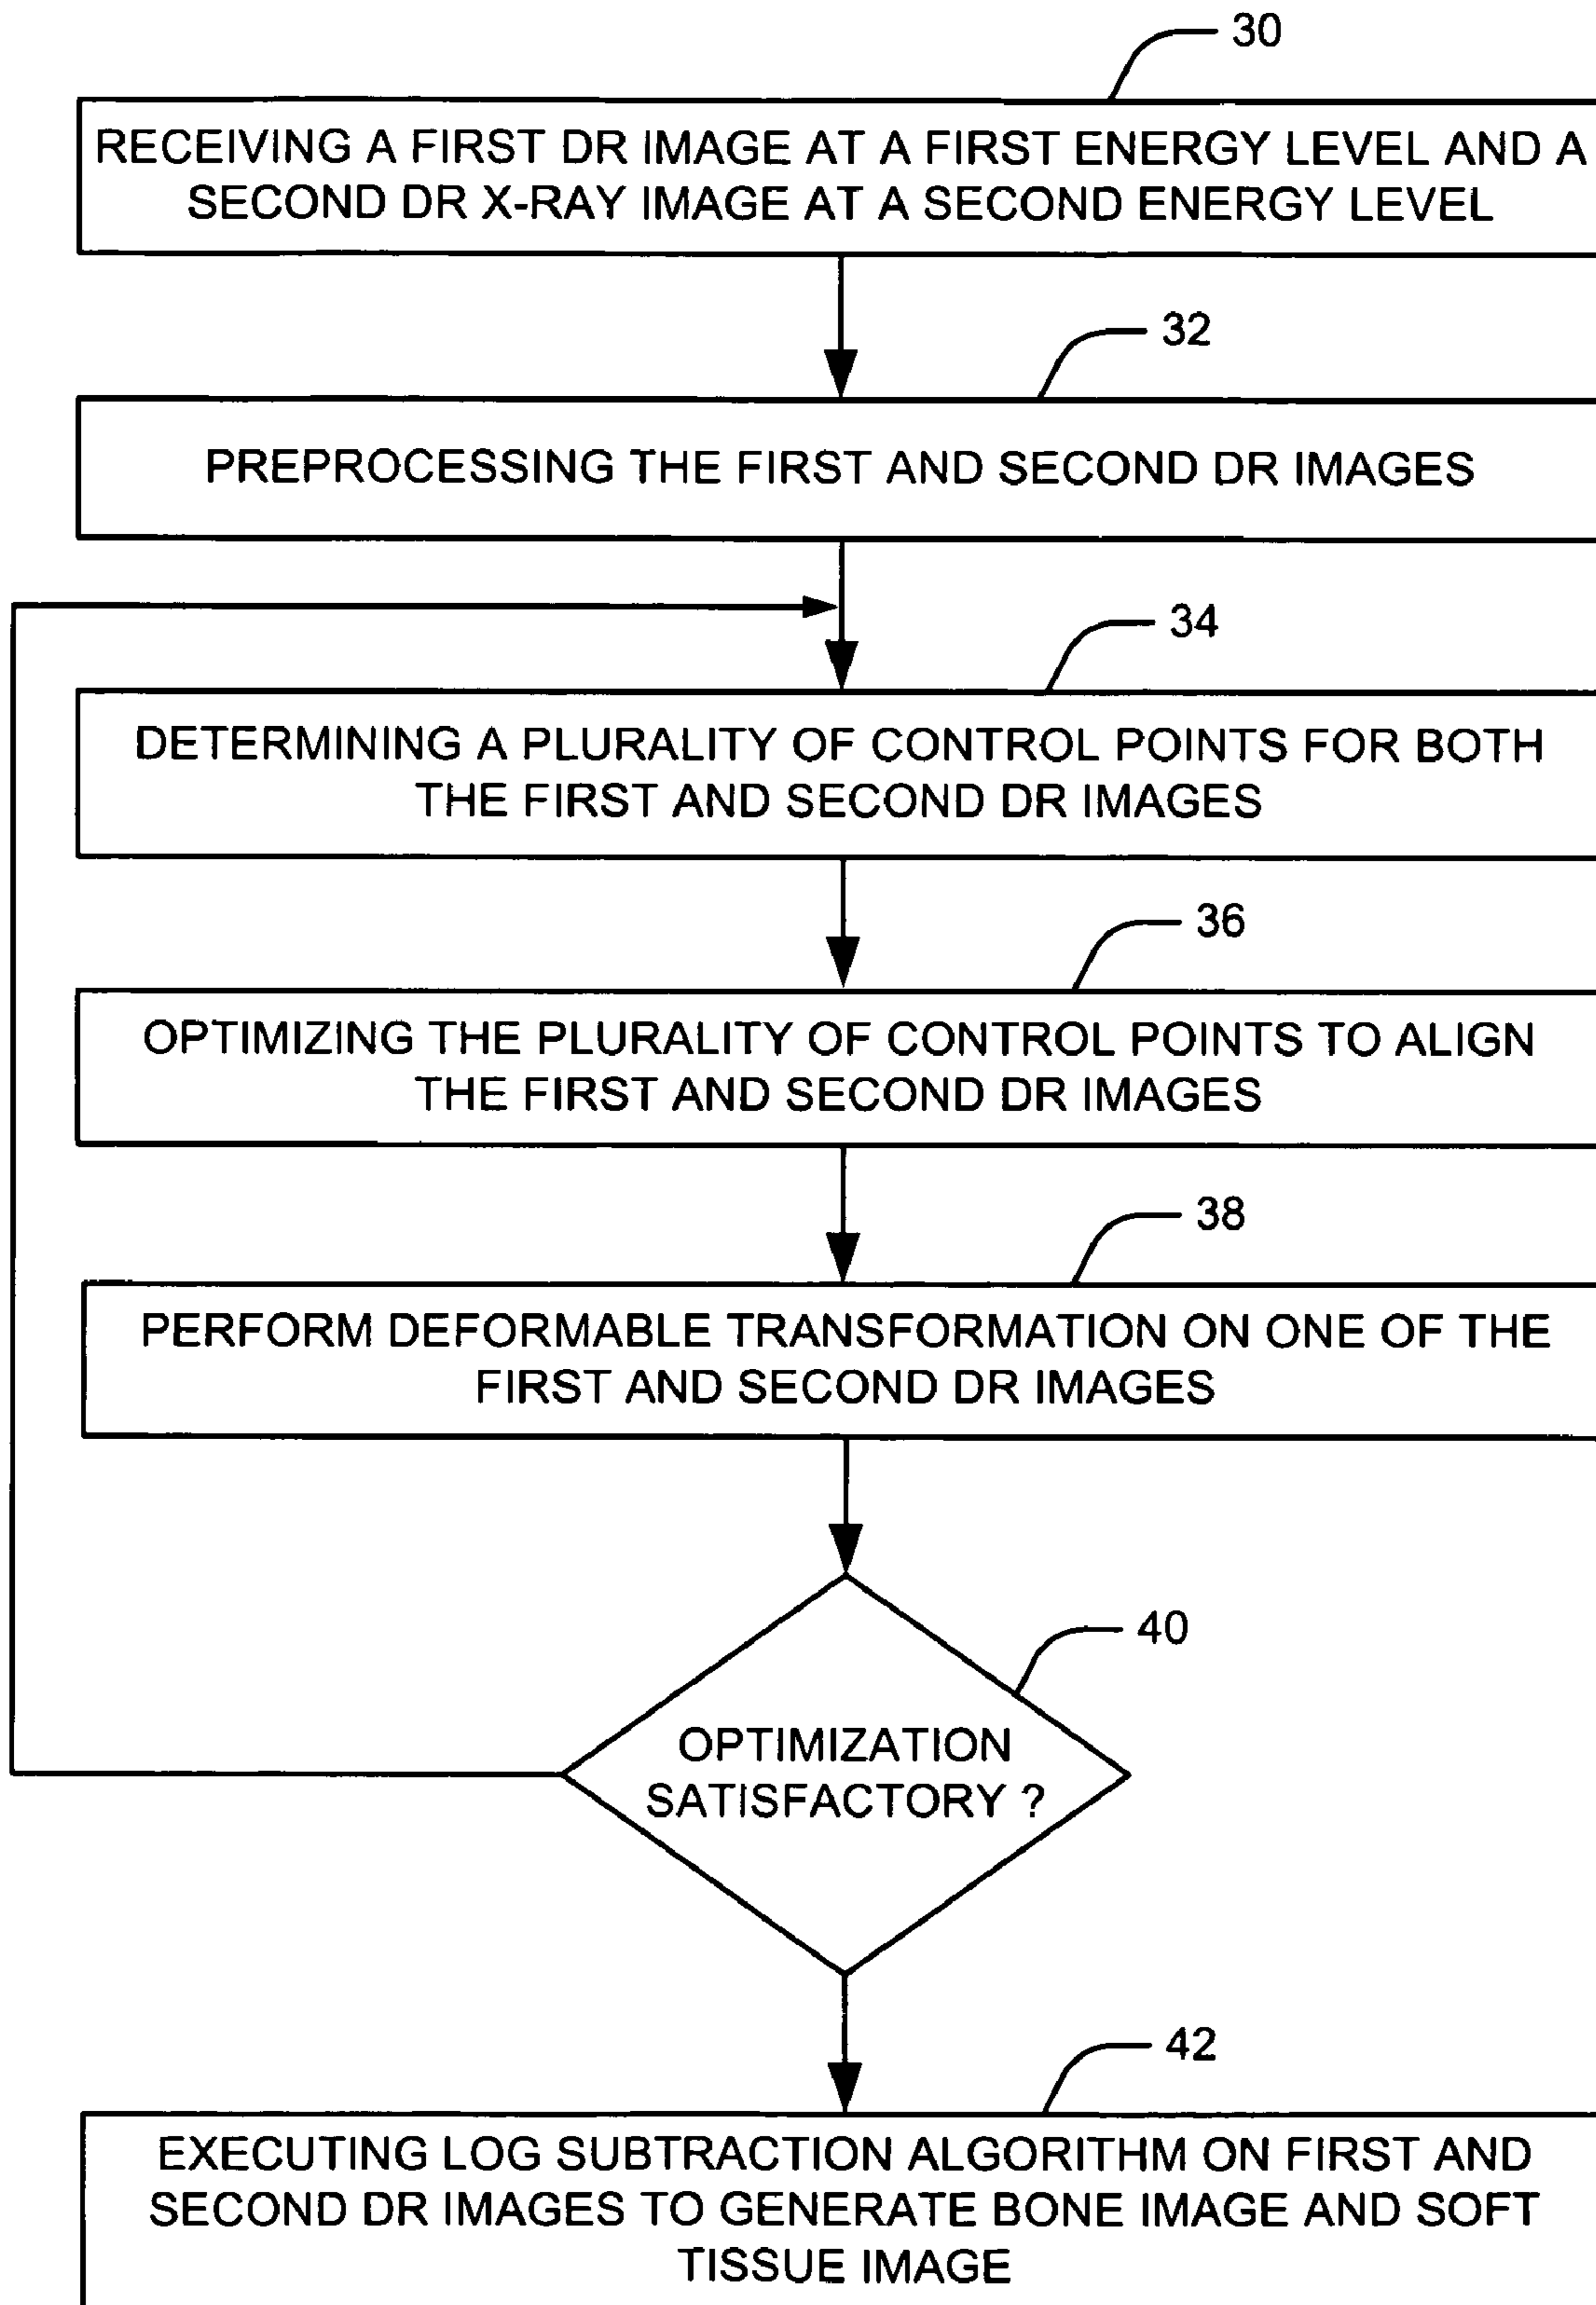 30
RECEIVING A FIRST DR IMAGE AT A FIRST ENERGY LEVEL AND A
SECOND DR X-RAY IMAGE AT A SECOND ENERGY LEVEL
32
PREPROCESSING THE FIRST AND SECOND DR IMAGES
34
DETERMINING A PLURALITY OF CONTROL POINTS FOR BOTH
THE FIRST AND SECOND DR IMAGES
36
OPTIMIZING THE PLURALITY OF CONTROL POINTS TO ALIGN
THE FIRST AND SECOND DR IMAGES
38
PERFORM DEFORMABLE TRANSFORMATION ON ONE OF THE
FIRST AND SECOND DR IMAGES
40
OPTIMIZATION
SATISFACTORY ?
42
EXECUTING LOG SUBTRACTION ALGORITHM ON FIRST AND
SECOND DR IMAGES TO GENERATE BONE IMAGE AND SOFT
TISSUE IMAGE